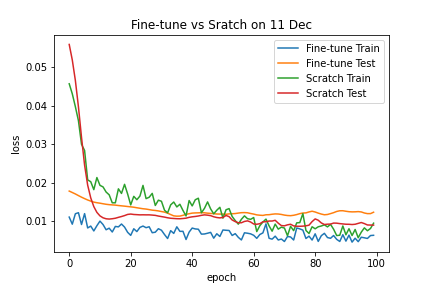 Fine-tune vs Sratch on 11 Dec
Fine-tune Train
Fine-tune Test
Scratch Train
Scratch Test
loss
0.05
0.04
0.03
0.02
0.01
0 20 40 60 80 100
epoch